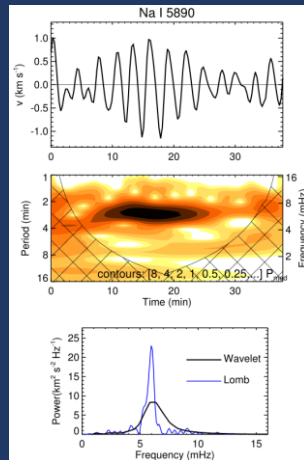 Na I 5890
1.0
0.5
0.0
-0.5
-1.0
v (km s⁻¹)
0 10 20 30
1 16
2 8
4 4
8 2
16
Period (min)
Frequency (mHz)
contours: [8, 4, 2, 1, 0.5, 0.25,...]
0 10 20 30
Time (min)
25
20
15
10
5
0
Power(km² s⁻² Hz⁻¹)
Wavelet
Lomb
0 5 10 15
Frequency (mHz)